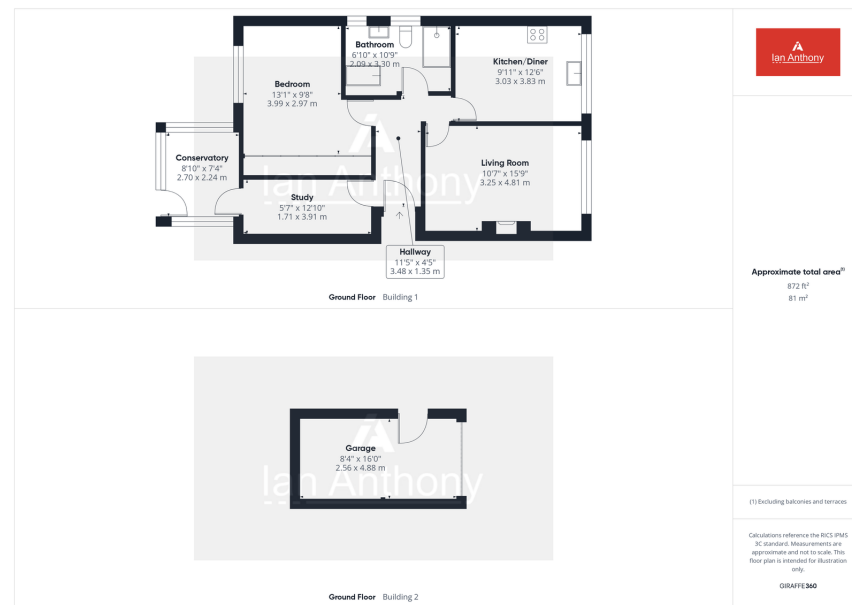 Bathroom
6'10" x 10'9"
2.09 x 3.30 m
Kitchen/Diner
9'11" x 12'6"
3.03 x 3.83 m
Bedroom
13'1" x 9'8"
3.99 x 2.97 m
Conservatory
8'10" x 7'4"
2.70 x 2.24 m
Living Room
10'7" x 15'9"
3.25 x 4.81 m
Study
5'7" x 12'10"
1.71 x 3.91 m
Ian Anthony
Hallway
11'5" x 4'5"
3.48 x 1.35 m
Ground Floor Building 1
Garage
8'4" x 16'0"
2.56 x 4.88 m
Ian Anthony
Ground Floor Building 2
Ian Anthony
Approximate total area(1)
872 ft²
81 m²
(1) Excluding balconies and terraces
Calculations reference the RICS IPMS
3C standard. Measurements are
approximate and not to scale. This
floor plan is intended for illustration
only.
GIRAFFE360